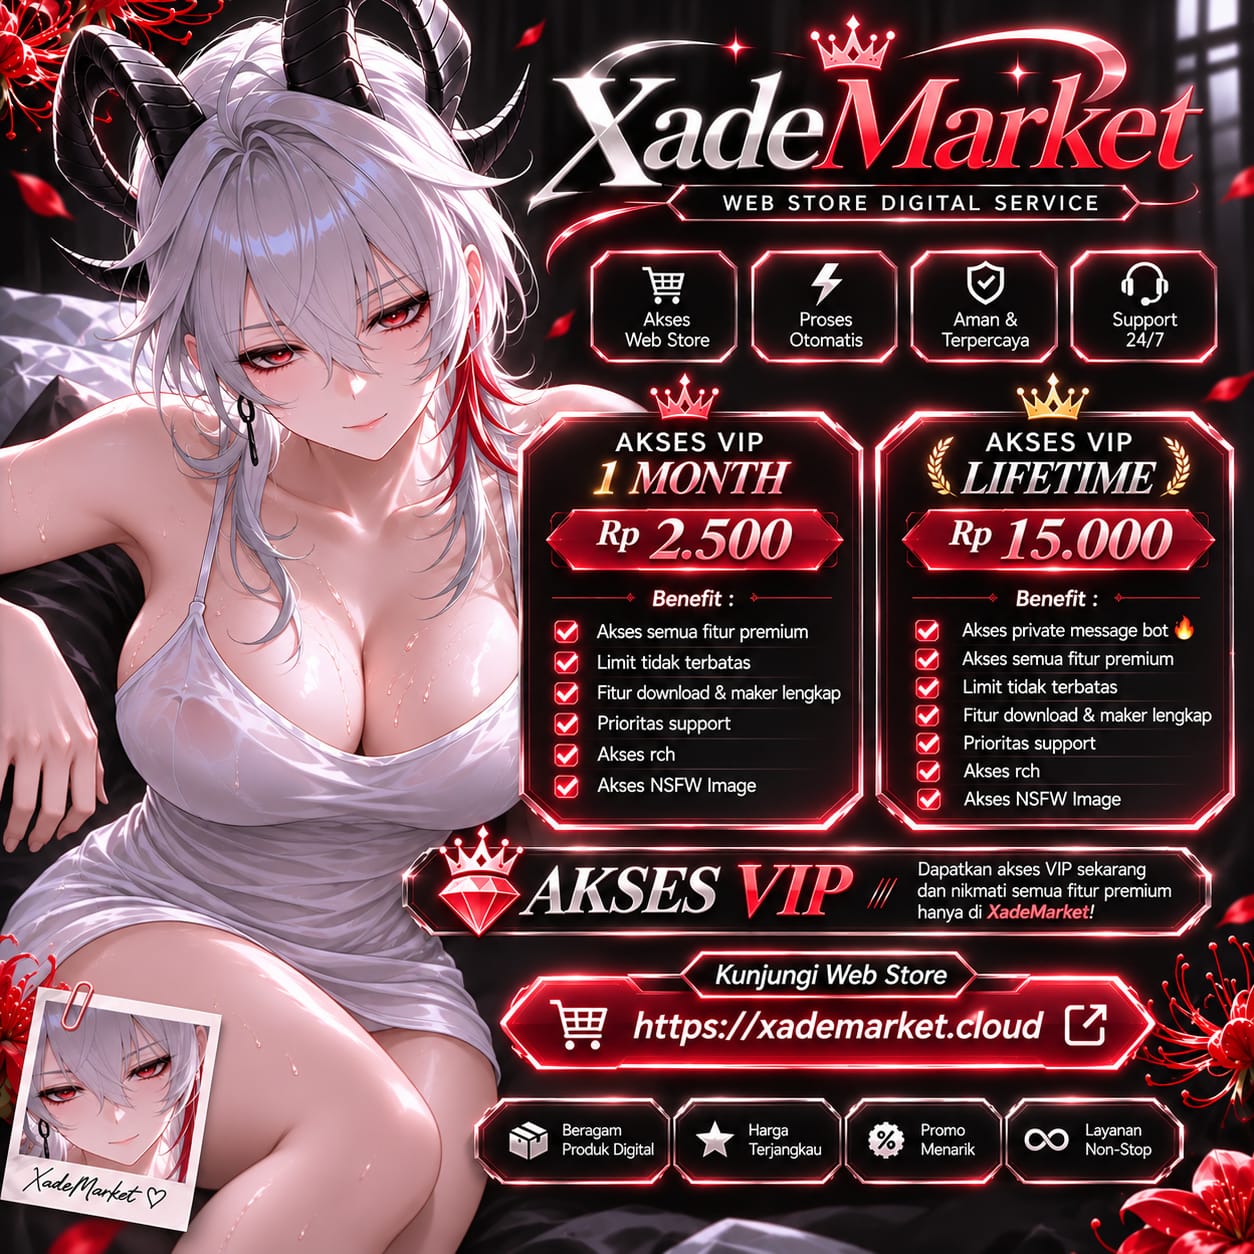 XadeMarket
WEB STORE DIGITAL SERVICE
Akses
Web Store
Proses
Otomatis
Aman &
Terpercaya
Support
24/7
AKSES VIP
1 MONTH
Rp 2.500
Benefit :
Akses semua fitur premium
Limit tidak terbatas
Fitur download & maker lengkap
Prioritas support
Akses rch
Akses NSFW Image
AKSES VIP
LIFETIME
Rp 15.000
Benefit :
Akses private message bot 🔥
Akses semua fitur premium
Limit tidak terbatas
Fitur download & maker lengkap
Prioritas support
Akses rch
Akses NSFW Image
AKSES VIP ///
Dapatkan akses VIP sekarang
dan nikmati semua fitur premium
hanya di XadeMarket!
Kunjungi Web Store
https://xademarket.cloud
Beragam
Produk Digital
Harga
Terjangkau
Promo
Menarik
Layanan
Non-Stop
XadeMarket ♡